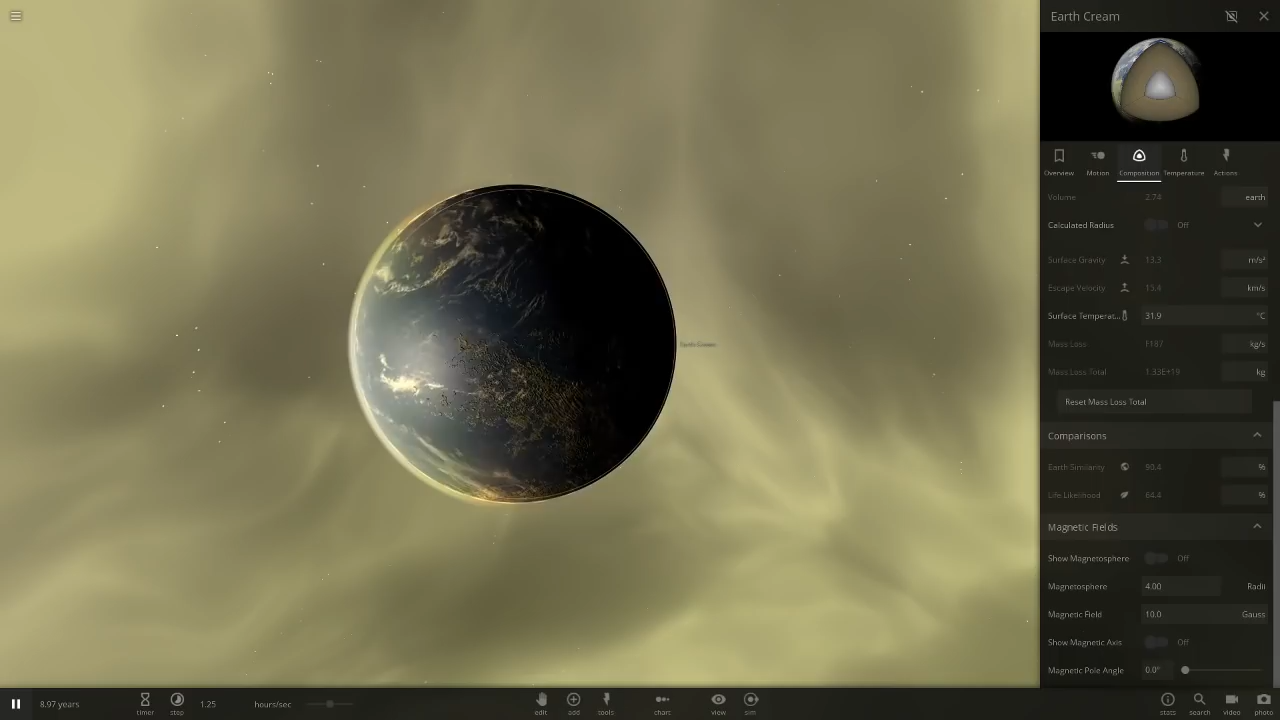 Earth Cream
Overview Motion Composition Temperature Actions
Volume 2.74 earth
Calculated Radius Off
Surface Gravity 13.3 m/s²
Escape Velocity 15.4 km/s
Surface Temperat... 31.9 °C
Mass Loss F187 kg/s
Mass Loss Total 1.33E+19 kg
Reset Mass Loss Total
Comparisons
Earth Similarity 90.4 %
Life Likelihood 64.4 %
Magnetic Fields
Show Magnetosphere Off
Magnetosphere 4.00 Radii
Magnetic Field 10.0 Gauss
Show Magnetic Axis Off
Magnetic Pole Angle 0.0°
Earth Cream
8.97 years timer step 1.25 hours/sec edit add tools chart view sim stats search video photo